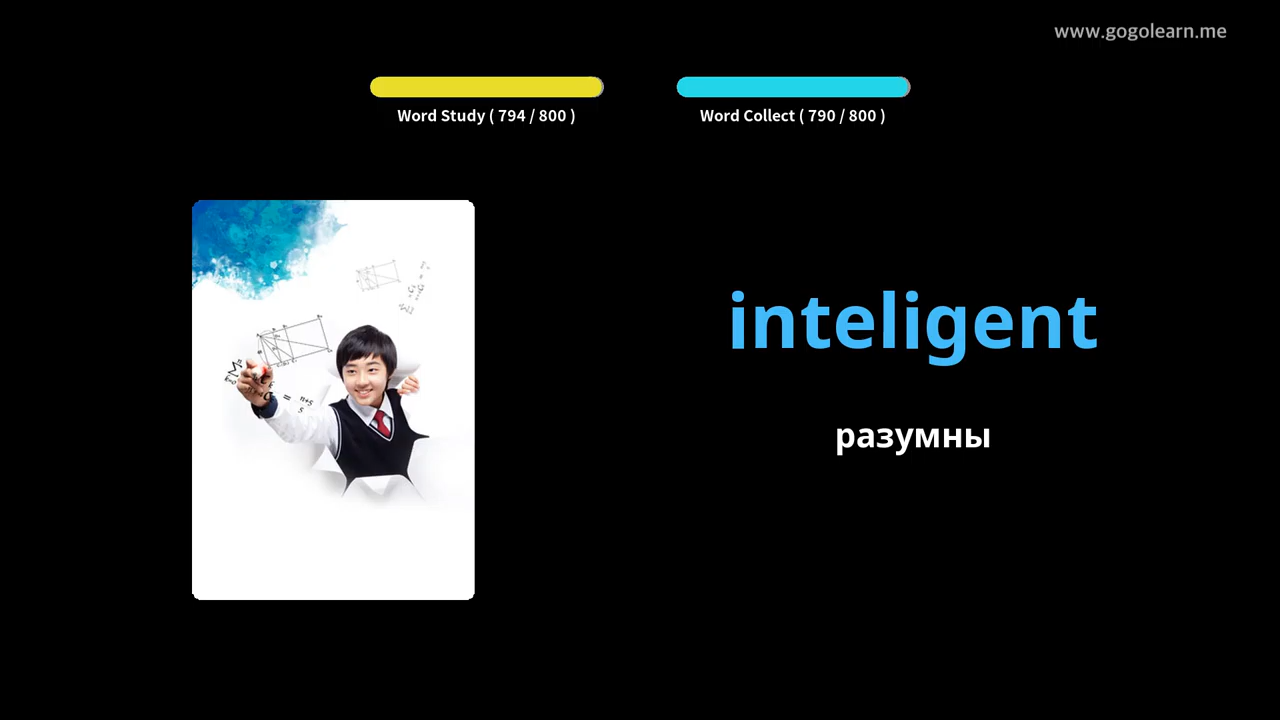 www.gogolearn.me
Word Study ( 794 / 800 )
Word Collect ( 790 / 800 )
inteligent
разумны